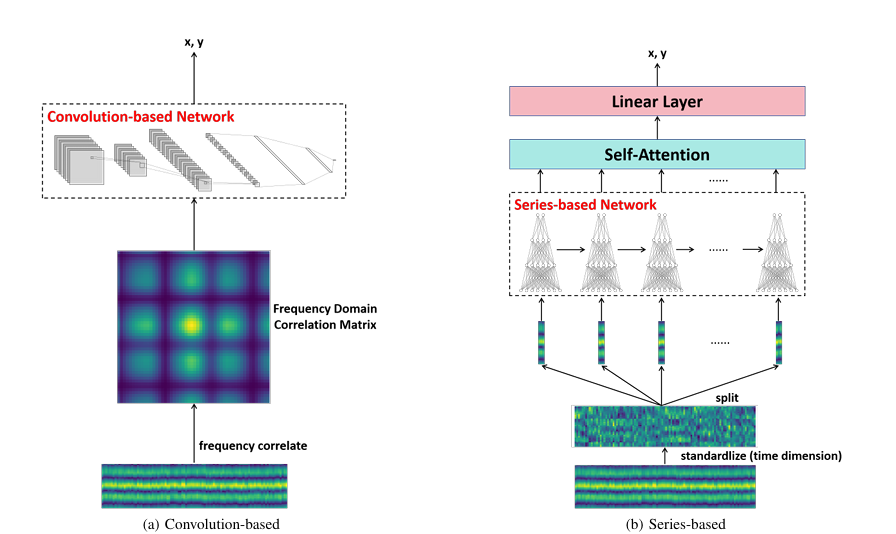 x, y
Convolution-based Network
Frequency Domain
Correlation Matrix
frequency correlate
(a) Convolution-based
x, y
Linear Layer
Self-Attention
......
Series-based Network
......
......
split
standardlize (time dimension)
(b) Series-based